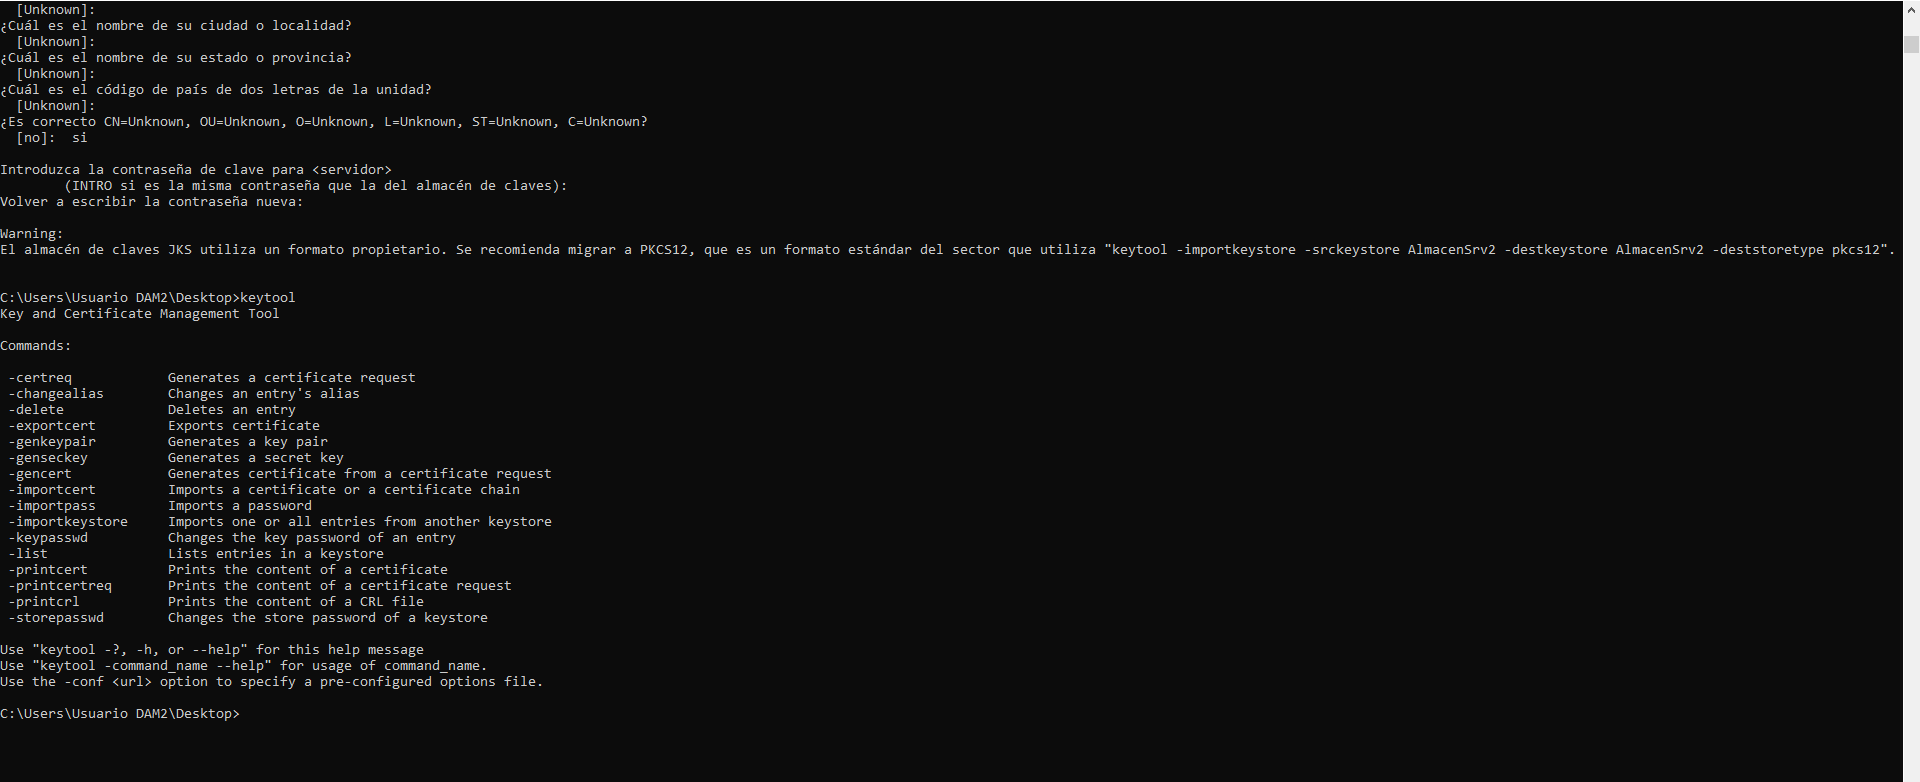 [Unknown]:
¿Cuál es el nombre de su ciudad o localidad?
[Unknown]:
¿Cuál es el nombre de su estado o provincia?
[Unknown]:
¿Cuál es el código de país de dos letras de la unidad?
[Unknown]:
¿Es correcto CN=Unknown, OU=Unknown, O=Unknown, L=Unknown, ST=Unknown, C=Unknown?
[no]:  si
Introduzca la contraseña de clave para <servidor>
(INTRO si es la misma contraseña que la del almacén de claves):
Volver a escribir la contraseña nueva:
Warning:
El almacén de claves JKS utiliza un formato propietario. Se recomienda migrar a PKCS12, que es un formato estándar del sector que utiliza "keytool -importkeystore -srckeystore AlmacenSrv2 -destkeystore AlmacenSrv2 -deststoretype pkcs12".
C:\Users\Usuario DAM2\Desktop>keytool
Key and Certificate Management Tool
Commands:
-certreq            Generates a certificate request
-changealias        Changes an entry's alias
-delete             Deletes an entry
-exportcert         Exports certificate
-genkeypair         Generates a key pair
-genseckey          Generates a secret key
-gencert            Generates certificate from a certificate request
-importcert         Imports a certificate or a certificate chain
-importpass         Imports a password
-importkeystore     Imports one or all entries from another keystore
-keypasswd          Changes the key password of an entry
-list               Lists entries in a keystore
-printcert          Prints the content of a certificate
-printcertreq       Prints the content of a certificate request
-printcrl           Prints the content of a CRL file
-storepasswd        Changes the store password of a keystore
Use "keytool -?, -h, or --help" for this help message
Use "keytool -command_name --help" for usage of command_name.
Use the -conf <url> option to specify a pre-configured options file.
C:\Users\Usuario DAM2\Desktop>